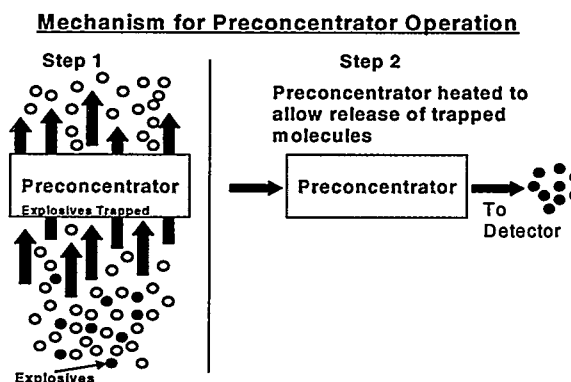 Mechanism for Preconcentrator Operation
Step 1
Preconcentrator
Explosives Trapped
Explosives
Step 2
Preconcentrator heated to
allow release of trapped
molecules
Preconcentrator
To
Detector